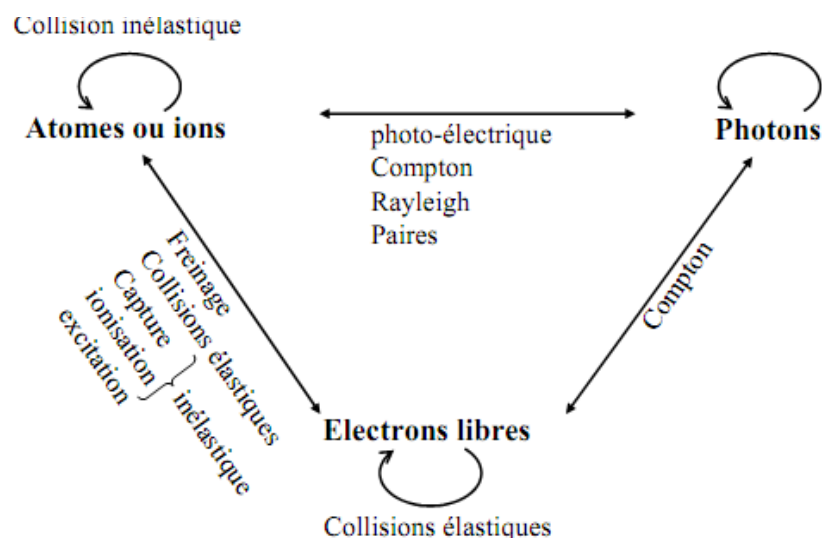 Collision inélastique
Atomes ou ions
Photons
photo-électrique
Compton
Rayleigh
Paires
Freinage
Collisions élastiques
Capture
ionisation
excitation
inélastique
Compton
Electrons libres
Collisions élastiques